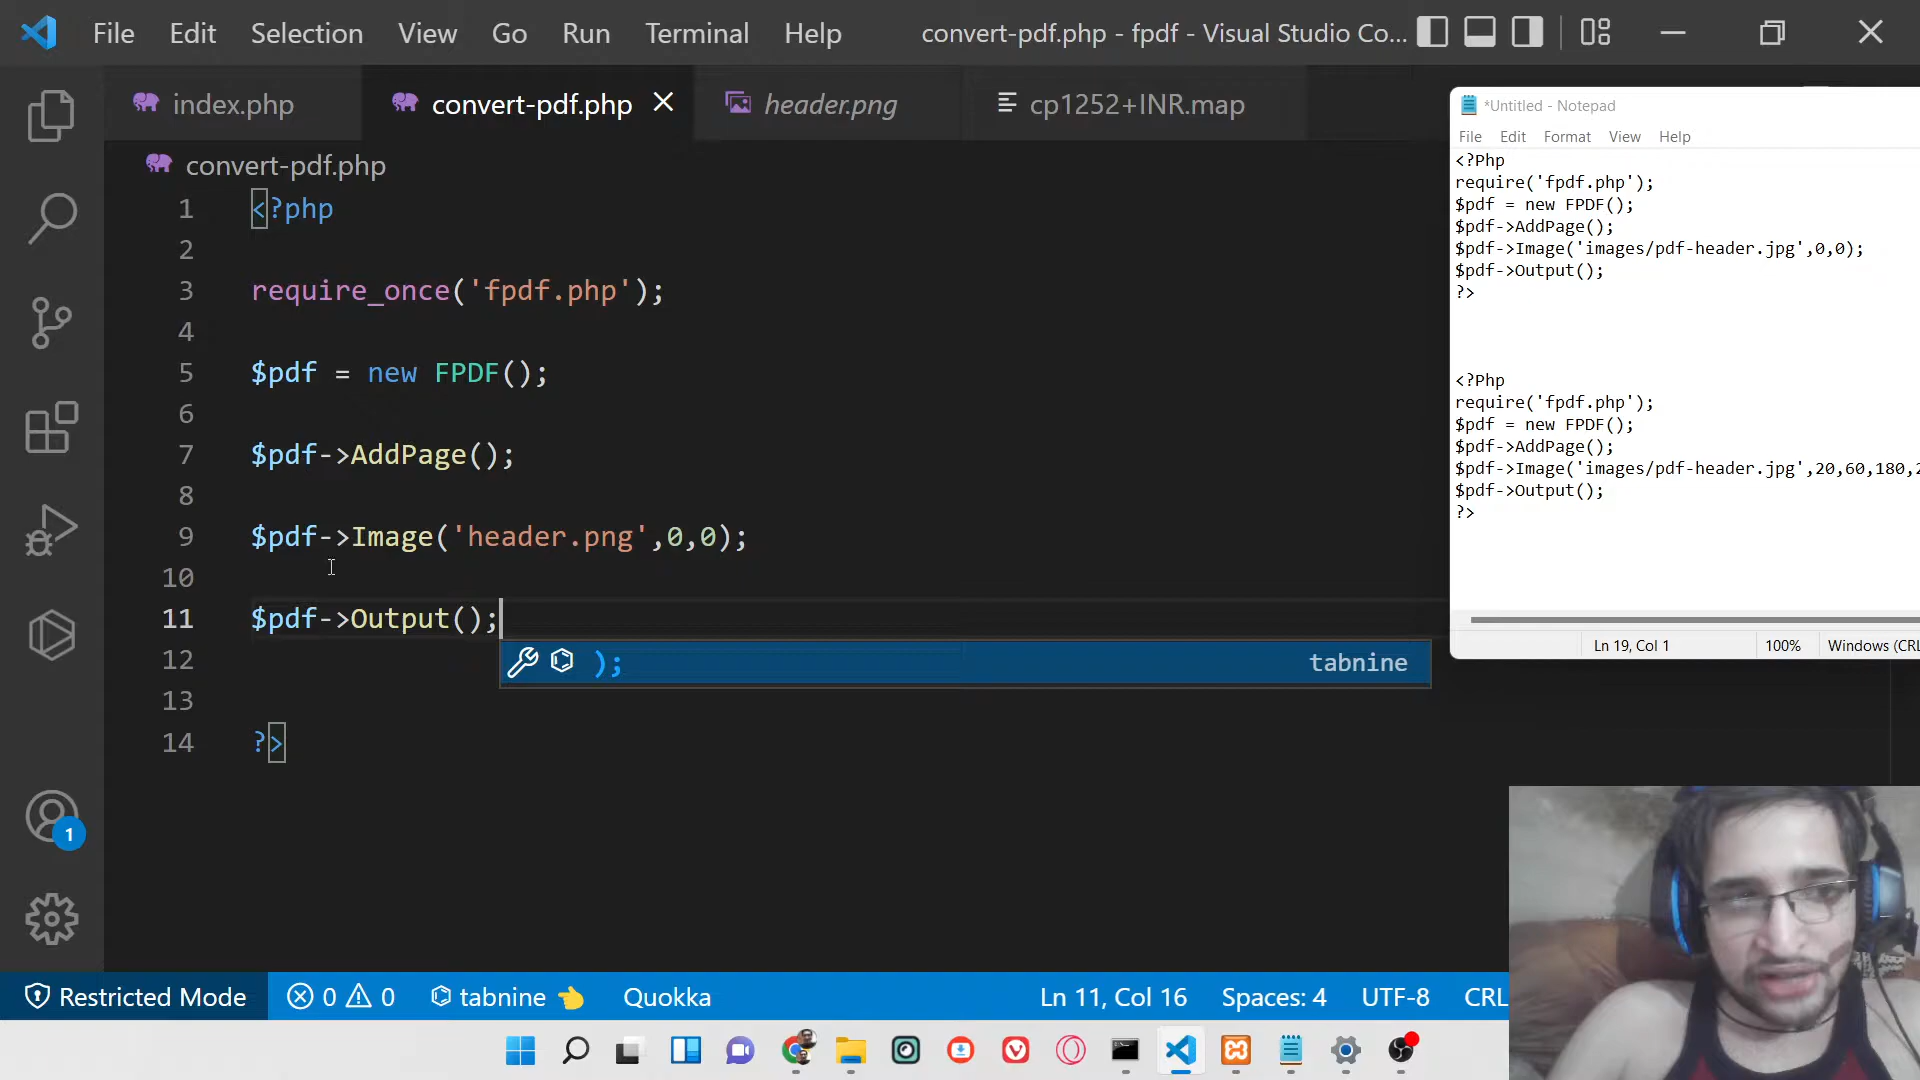 File Edit Selection View Go Run Terminal Help convert-pdf.php - fpdf - Visual Studio Co...
index.php convert-pdf.php header.png cp1252+INR.map
convert-pdf.php
1 <?php
2
3 require_once('fpdf.php');
4
5 $pdf = new FPDF();
6
7 $pdf->AddPage();
8
9 $pdf->Image('header.png',0,0);
10
11 $pdf->Output();
); tabnine
12
13
14 ?>
*Untitled - Notepad
File Edit Format View Help
<?Php
require('fpdf.php');
$pdf = new FPDF();
$pdf->AddPage();
$pdf->Image('images/pdf-header.jpg',0,0);
$pdf->Output();
?>
<?Php
require('fpdf.php');
$pdf = new FPDF();
$pdf->AddPage();
$pdf->Image('images/pdf-header.jpg',20,60,180,2
$pdf->Output();
?>
Ln 19, Col 1 100% Windows (CRL
1
Restricted Mode 0 0 tabnine Quokka Ln 11, Col 16 Spaces: 4 UTF-8 CRL